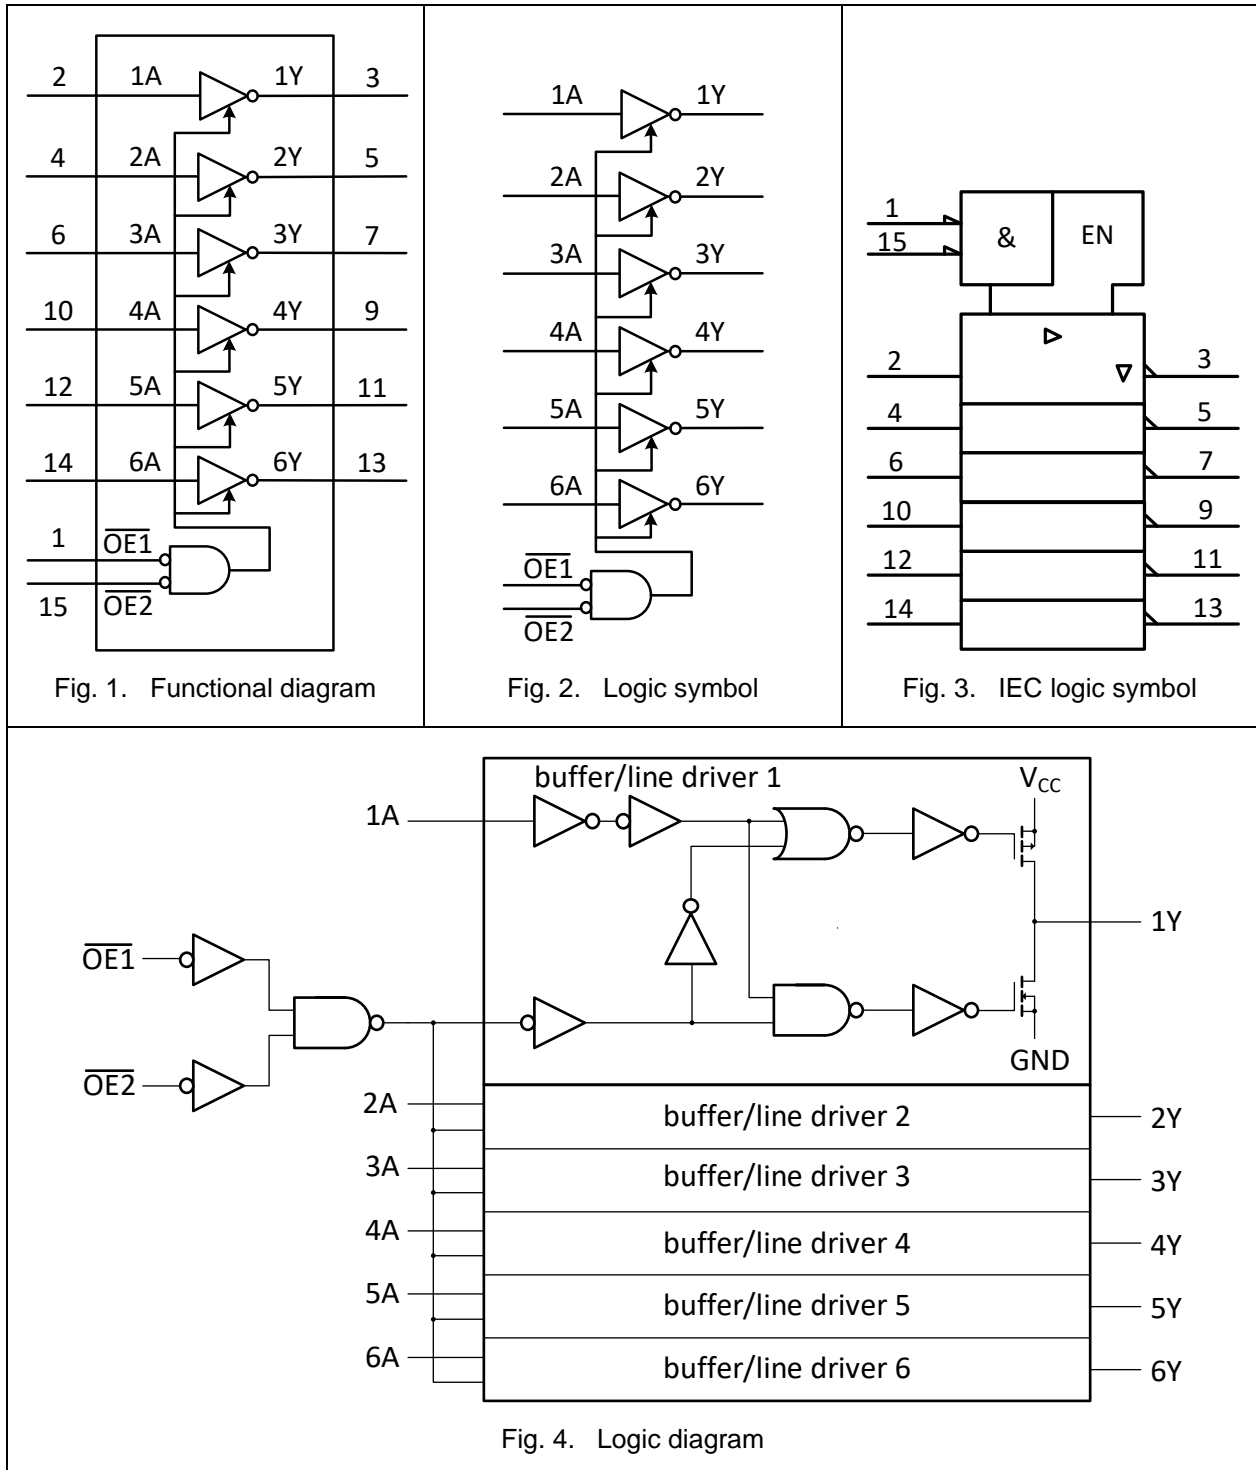 2 1A 1Y 3
4 2A 2Y 5
6 3A 3Y 7
10 4A 4Y 9
12 5A 5Y 11
14 6A 6Y 13
1 OE1
15 OE2
Fig. 1. Functional diagram
1A 1Y
2A 2Y
3A 3Y
4A 4Y
5A 5Y
6A 6Y
OE1
OE2
Fig. 2. Logic symbol
1
15
& EN
2 3
4 5
6 7
10 9
12 11
14 13
Fig. 3. IEC logic symbol
buffer/line driver 1
VCC
1A
1Y
OE1
OE2
GND
2A buffer/line driver 2 2Y
3A buffer/line driver 3 3Y
4A buffer/line driver 4 4Y
5A buffer/line driver 5 5Y
6A buffer/line driver 6 6Y
Fig. 4. Logic diagram